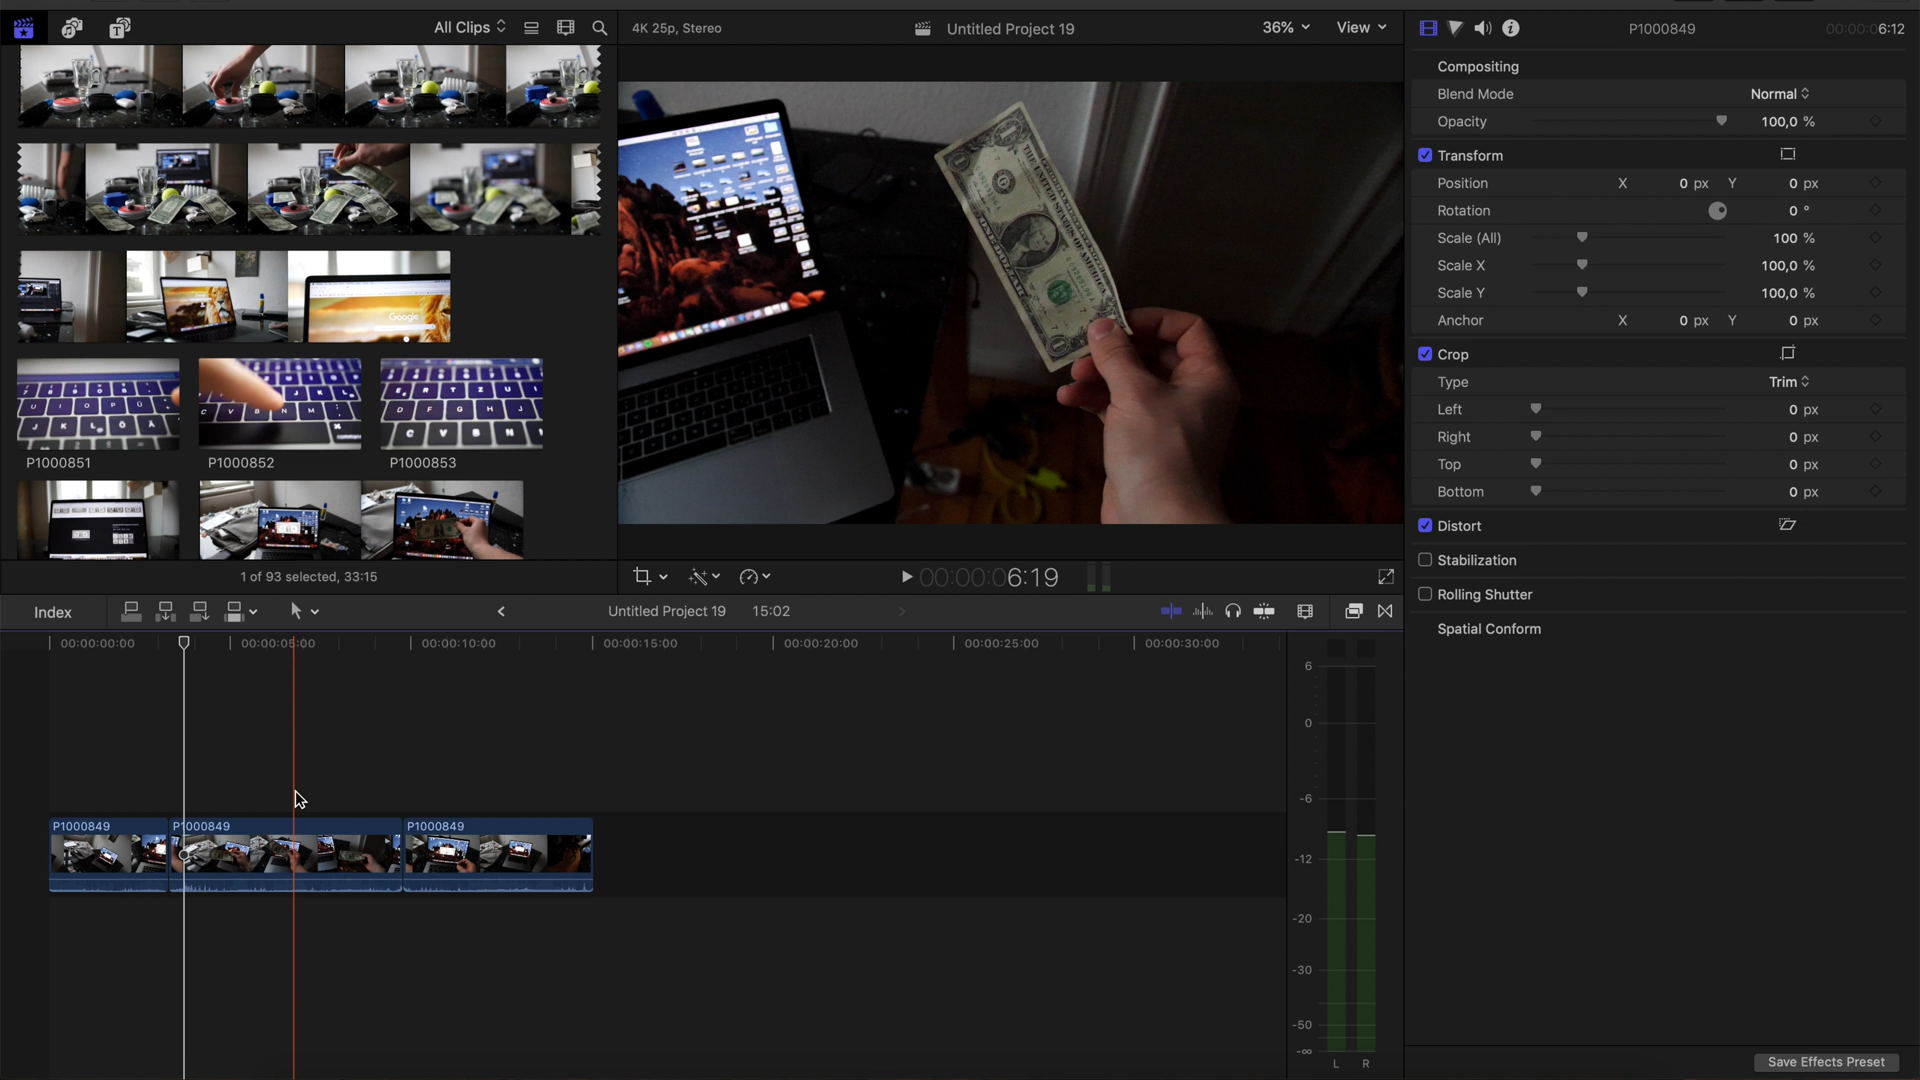 All Clips
4K 25p, Stereo
Untitled Project 19
36%
View
P1000849
00:00:06:12
Compositing
Blend Mode
Normal
Opacity
100,0 %
Transform
Position X 0 px Y 0 px
Rotation 0 °
Scale (All) 100 %
Scale X 100,0 %
Scale Y 100,0 %
Anchor X 0 px Y 0 px
Crop
Type Trim
Left 0 px
Right 0 px
Top 0 px
Bottom 0 px
Distort
Stabilization
Rolling Shutter
Spatial Conform
Google
P1000851
P1000852
P1000853
1 of 93 selected, 33:15
00:00:06:19
Index
Untitled Project 19
15:02
00:00:00:00
00:00:05:00
00:00:10:00
00:00:15:00
00:00:20:00
00:00:25:00
00:00:30:00
P1000849
P1000849
P1000849
6
0
-6
-12
-20
-30
-50
-∞
L R
Save Effects Preset